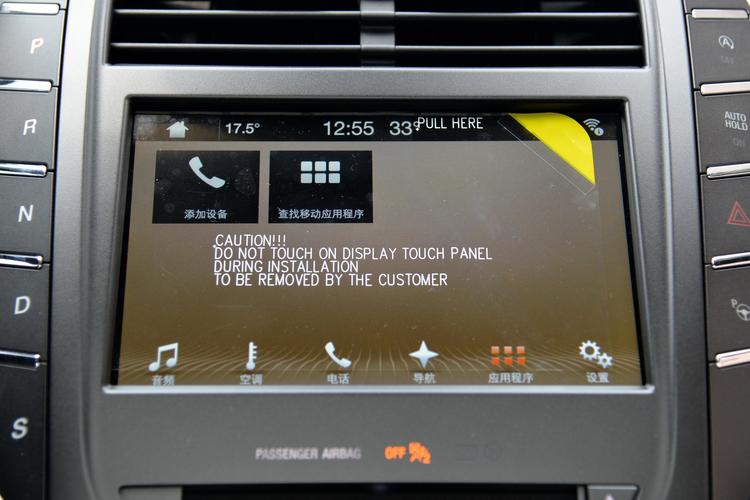 P
R
N
D
S
17.5°
12:55
33°
PULL HERE
添加设备
查找移动应用程序
CAUTION!!!
DO NOT TOUCH ON DISPLAY TOUCH PANEL
DURING INSTALLATION
TO BE REMOVED BY THE CUSTOMER
音频
空调
电话
导航
应用程序
设置
PASSENGER AIRBAG
OFF
A
AUTO
HOLD
ON
P